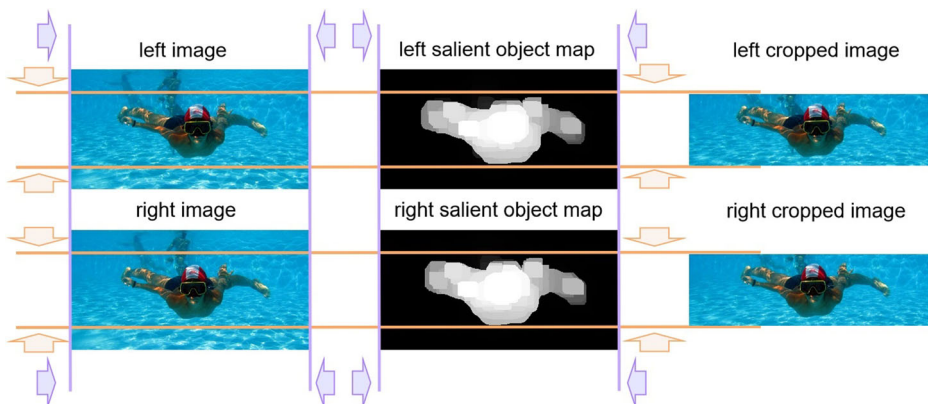 left image
left salient object map
left cropped image
right image
right salient object map
right cropped image